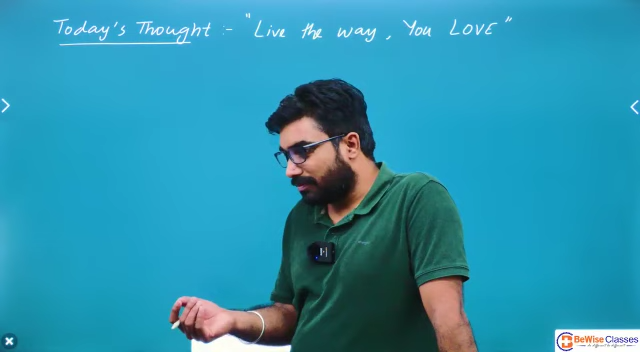 Today's Thought :- "Live the way, You LOVE"
BeWise Classes